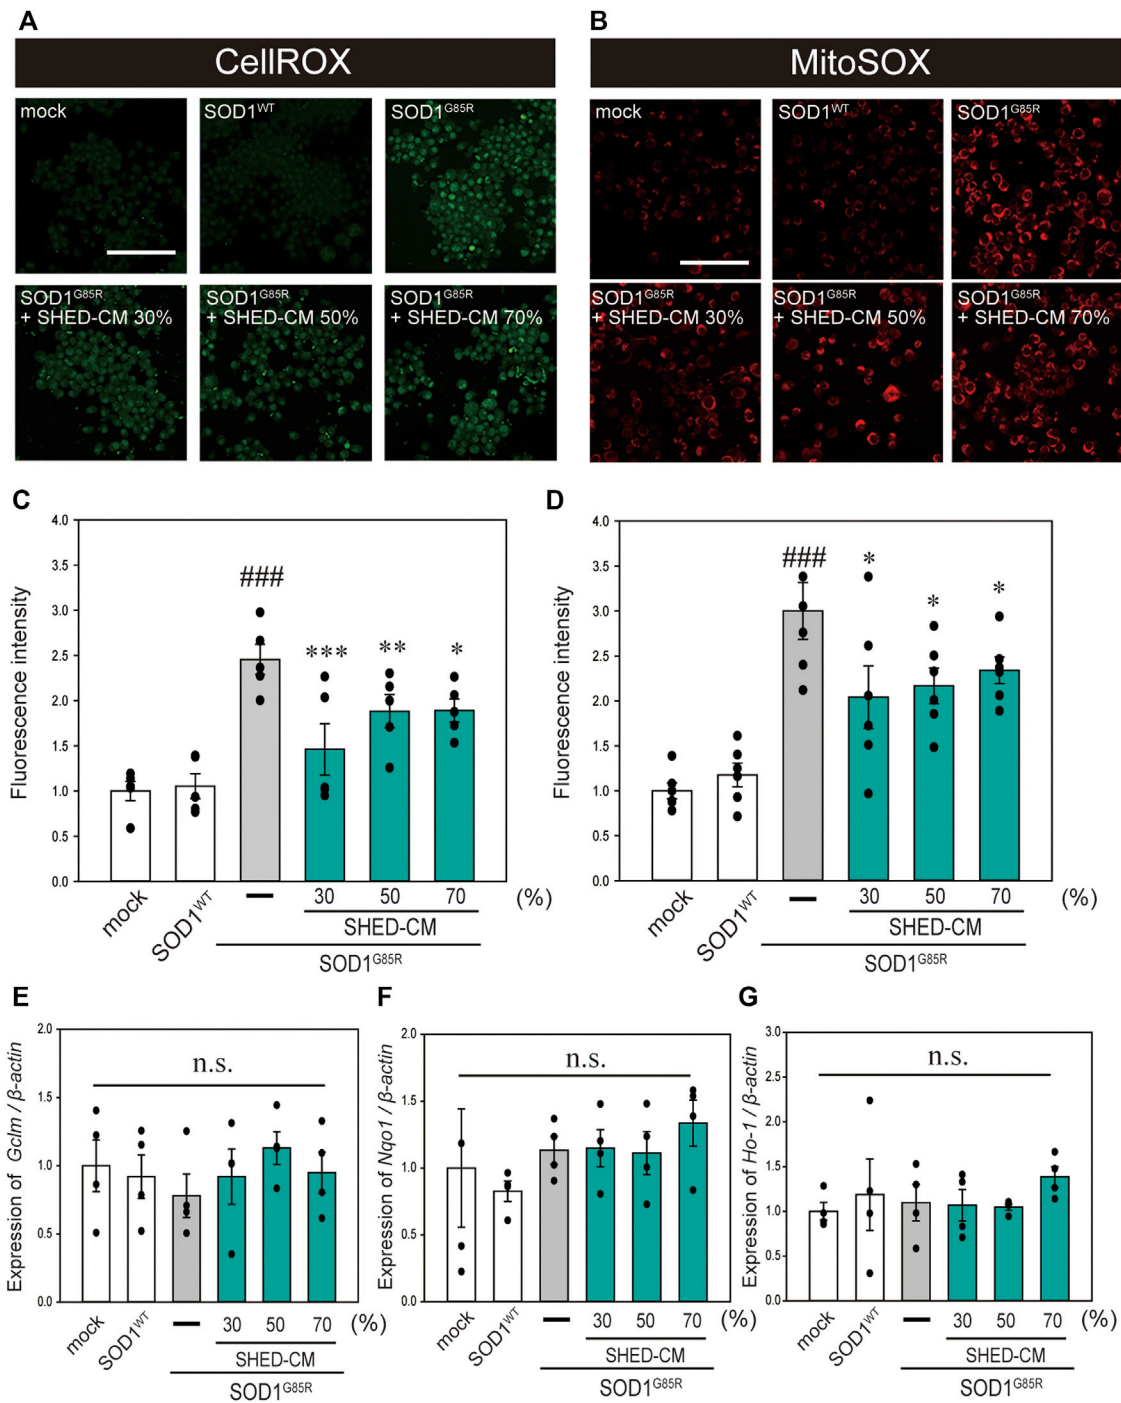 A
CellROX
mock
SOD1WT
SOD1G85R
SOD1G85R
+ SHED-CM 30%
SOD1G85R
+ SHED-CM 50%
SOD1G85R
+ SHED-CM 70%
B
MitoSOX
mock
SOD1WT
SOD1G85R
SOD1G85R
+ SHED-CM 30%
SOD1G85R
+ SHED-CM 50%
SOD1G85R
+ SHED-CM 70%
C
Fluorescence intensity
4.0
3.5
3.0
2.5
2.0
1.5
1.0
0.5
0.0
###
***
**
*
mock
SOD1WT
–
30
50
70
(%)
SHED-CM
SOD1G85R
D
Fluorescence intensity
4.0
3.5
3.0
2.5
2.0
1.5
1.0
0.5
0.0
###
*
*
*
mock
SOD1WT
–
30
50
70
(%)
SHED-CM
SOD1G85R
E
Expression of Gclm / β-actin
2.0
1.5
1.0
0.5
0.0
n.s.
mock
SOD1WT
–
30
50
70
(%)
SHED-CM
SOD1G85R
F
Expression of Nqo1 / β-actin
2.0
1.5
1.0
0.5
0.0
n.s.
mock
SOD1WT
–
30
50
70
(%)
SHED-CM
SOD1G85R
G
Expression of Ho-1 / β-actin
3.0
2.5
2.0
1.5
1.0
0.5
0.0
n.s.
mock
SOD1WT
–
30
50
70
(%)
SHED-CM
SOD1G85R